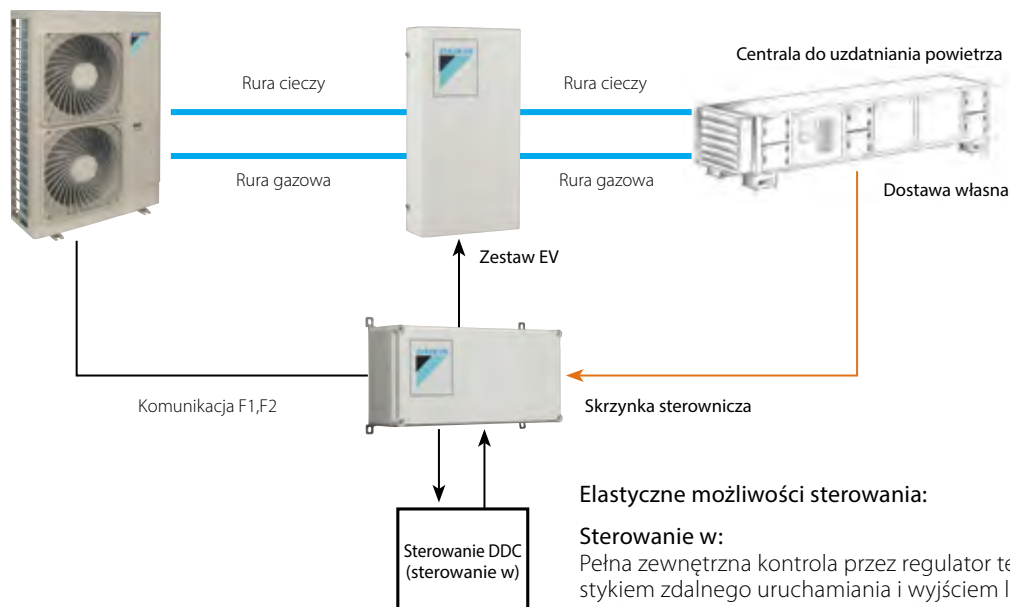 Centrala do uzdatniania powietrza
Rura cieczy
Rura cieczy
Rura gazowa
Rura gazowa
Dostawa własna
Zestaw EV
Komunikacja F1,F2
Skrzynka sterownicza
Sterowanie DDC
(sterowanie w)
Elastyczne możliwości sterowania:
Sterowanie w:
Pełna zewnętrzna kontrola przez regulator
stykiem zdalnego uruchamiania i wyjściem